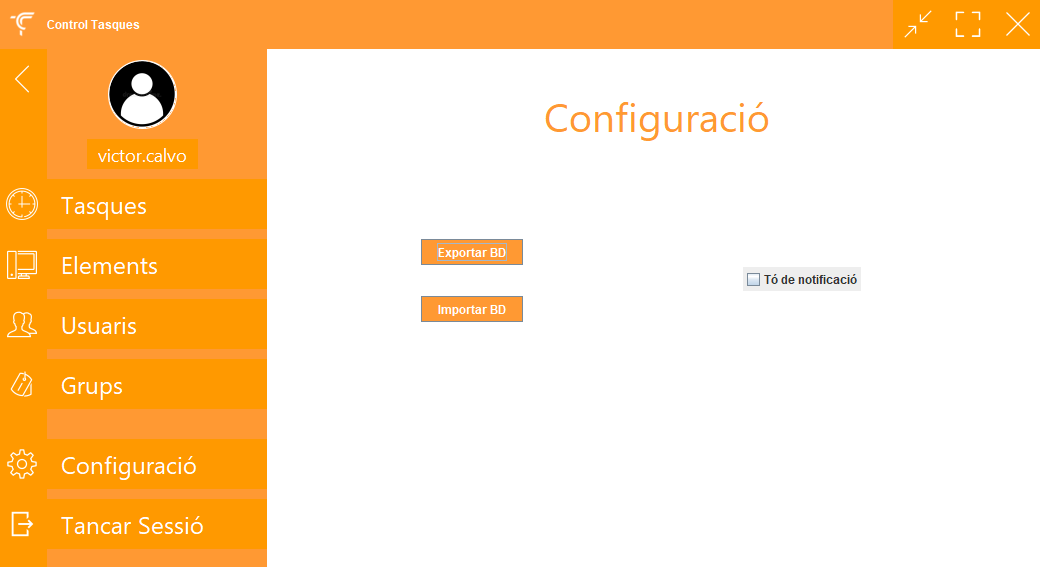 Control Tasques
victor.calvo
Tasques
Elements
Usuaris
Grups
Configuració
Tancar Sessió
Configuració
Exportar BD
Importar BD
Tó de notificació